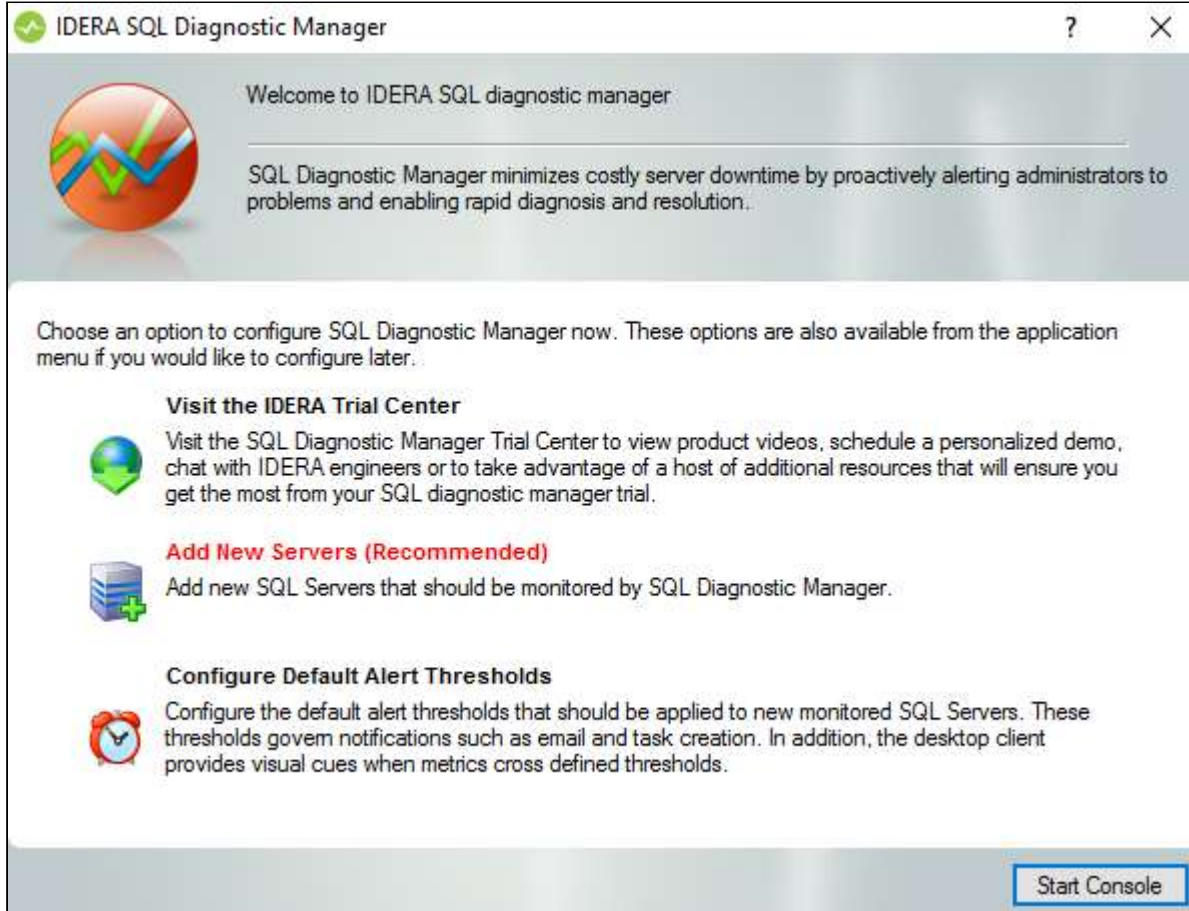 IDERA SQL Diagnostic Manager
?
Welcome to IDERA SQL diagnostic manager
SQL Diagnostic Manager minimizes costly server downtime by proactively alerting administrators to
problems and enabling rapid diagnosis and resolution.
Choose an option to configure SQL Diagnostic Manager now. These options are also available from the application
menu if you would like to configure later.
Visit the IDERA Trial Center
Visit the SQL Diagnostic Manager Trial Center to view product videos, schedule a personalized demo,
chat with IDERA engineers or to take advantage of a host of additional resources that will ensure you
get the most from your SQL diagnostic manager trial.
Add New Servers (Recommended)
Add new SQL Servers that should be monitored by SQL Diagnostic Manager.
Configure Default Alert Thresholds
Configure the default alert thresholds that should be applied to new monitored SQL Servers. These
thresholds govern notifications such as email and task creation. In addition, the desktop client
provides visual cues when metrics cross defined thresholds.
Start Console